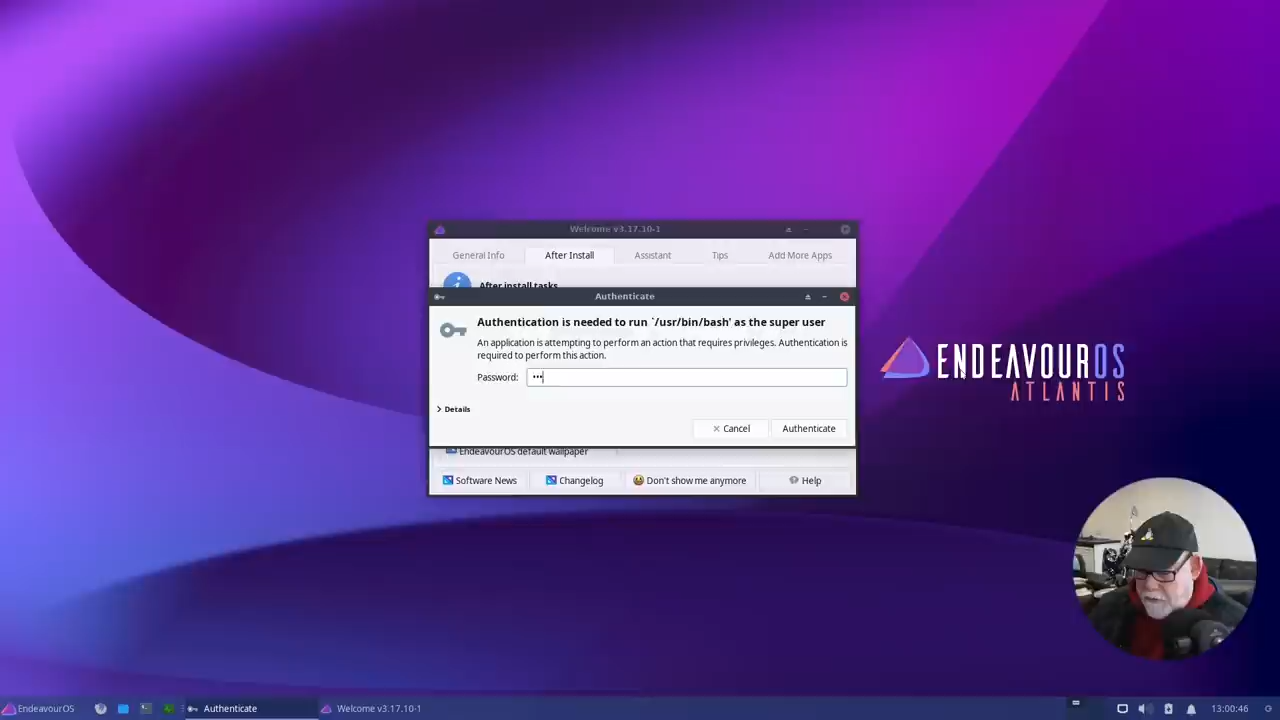 Welcome v3.17.10-1
General Info
After Install
Assistant
Tips
Add More Apps
After install tasks
Authenticate
Authentication is needed to run `/usr/bin/bash' as the super user
An application is attempting to perform an action that requires privileges. Authentication is
required to perform this action.
Password: •••
Details
Cancel
Authenticate
EndeavourOS default wallpaper
Software News
Changelog
Don't show me anymore
Help
ENDEAVOUROS
ATLANTIS
EndeavourOS
Authenticate
Welcome v3.17.10-1
13:00:46